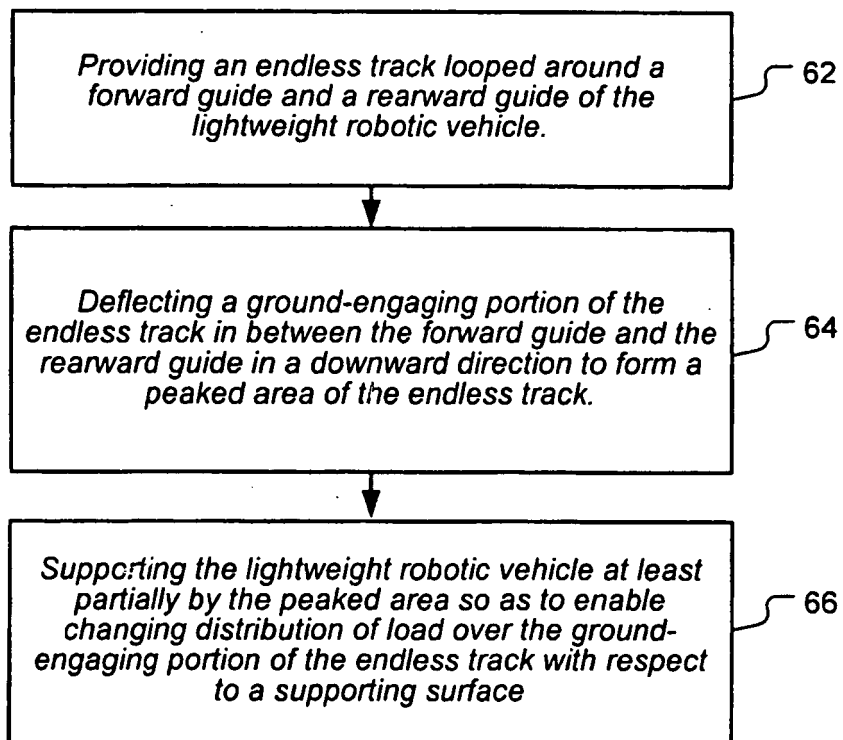 Providing an endless track looped around a
forward guide and a rearward guide of the
lightweight robotic vehicle.
62
Deflecting a ground-engaging portion of the
endless track in between the forward guide and the
rearward guide in a downward direction to form a
peaked area of the endless track.
64
Supporting the lightweight robotic vehicle at least
partially by the peaked area so as to enable
changing distribution of load over the ground-
engaging portion of the endless track with respect
to a supporting surface
66